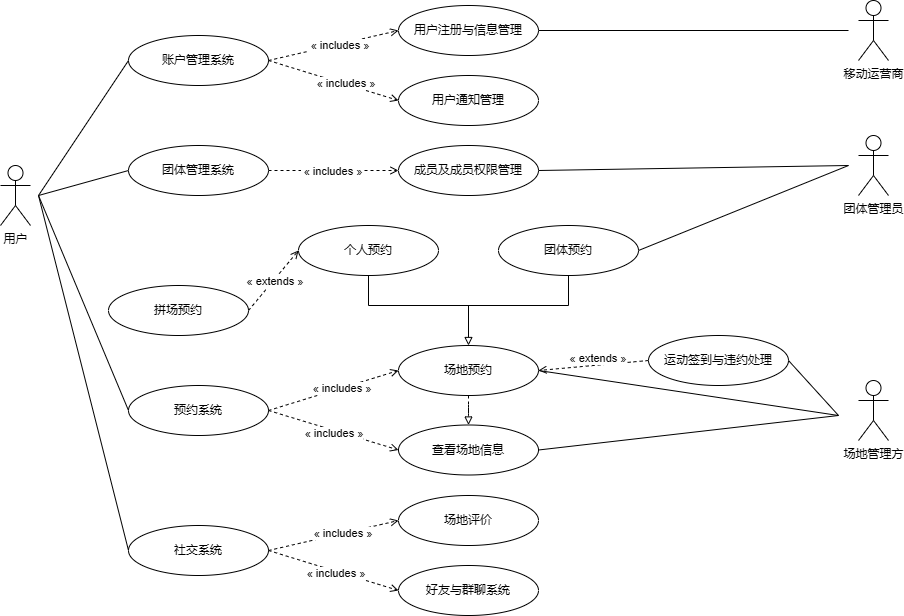 用户注册与信息管理
账户管理系统
« includes »
« includes »
用户通知管理
移动运营商
团体管理系统
« includes »
成员及成员权限管理
团体管理员
用户
个人预约
团体预约
« extends »
拼场预约
« extends »
运动签到与违约处理
场地预约
« includes »
预约系统
« includes »
查看场地信息
场地管理方
场地评价
« includes »
社交系统
« includes »
好友与群聊系统